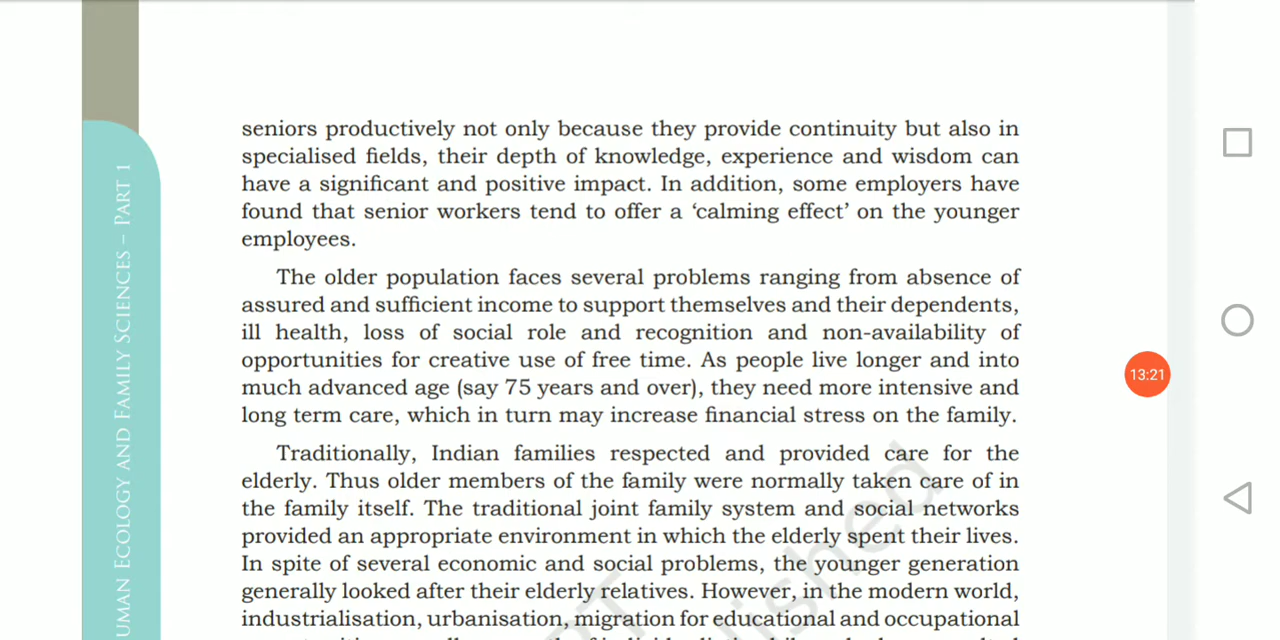 seniors productively not only because they provide continuity but also in
specialised fields, their depth of knowledge, experience and wisdom can
have a significant and positive impact. In addition, some employers have
found that senior workers tend to offer a ‘calming effect’ on the younger
employees.
The older population faces several problems ranging from absence of
assured and sufficient income to support themselves and their dependents,
ill health, loss of social role and recognition and non-availability of
opportunities for creative use of free time. As people live longer and into
much advanced age (say 75 years and over), they need more intensive and
long term care, which in turn may increase financial stress on the family.
Traditionally, Indian families respected and provided care for the
elderly. Thus older members of the family were normally taken care of in
the family itself. The traditional joint family system and social networks
provided an appropriate environment in which the elderly spent their lives.
In spite of several economic and social problems, the younger generation
generally looked after their elderly relatives. However, in the modern world,
industrialisation, urbanisation, migration for educational and occupational
UMAN ECOLOGY AND FAMILY SCIENCES – PART 1
13:21